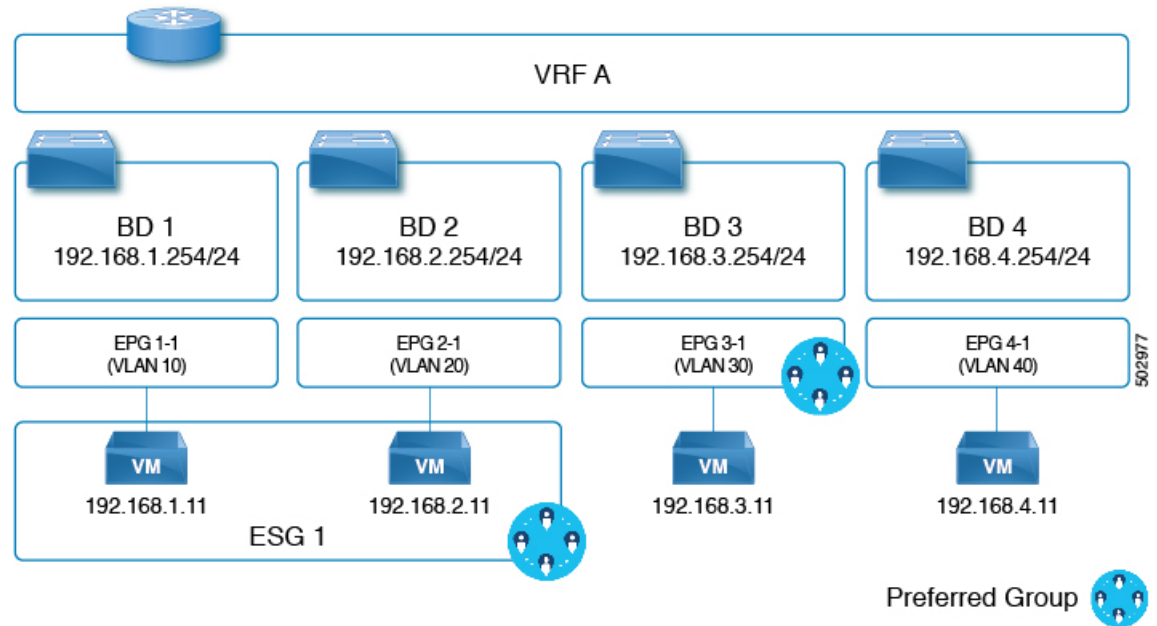 VRF A
BD 1
192.168.1.254/24
BD 2
192.168.2.254/24
BD 3
192.168.3.254/24
BD 4
192.168.4.254/24
EPG 1-1
(VLAN 10)
EPG 2-1
(VLAN 20)
EPG 3-1
(VLAN 30)
EPG 4-1
(VLAN 40)
502977
VM
192.168.1.11
VM
192.168.2.11
VM
192.168.3.11
VM
192.168.4.11
ESG 1
Preferred Group